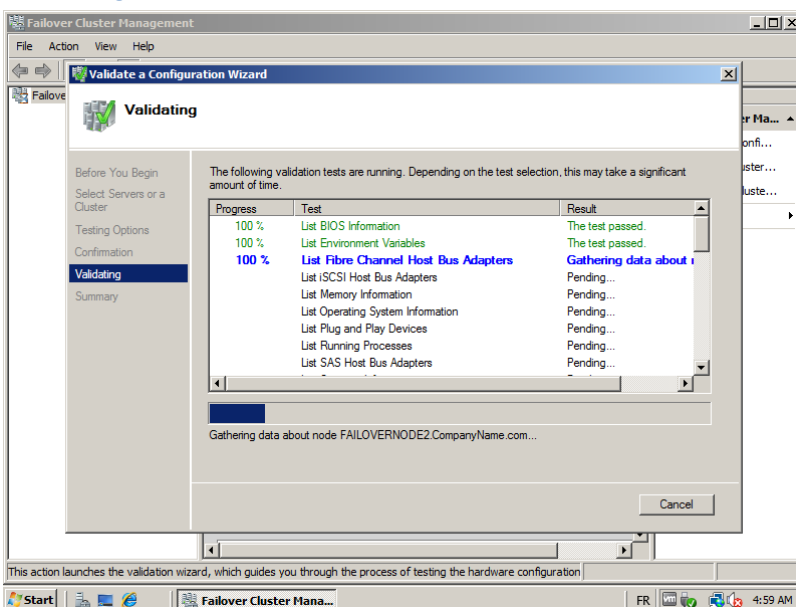 Failover Cluster Management
File Action View Help
Failove
Validate a Configuration Wizard
Validating
er Ma...
onfi...
uster...
luste...
Before You Begin
Select Servers or a
Cluster
Testing Options
Confirmation
Validating
Summary
The following validation tests are running. Depending on the test selection, this may take a significant
amount of time.
Progress Test Result
100 % List BIOS Information The test passed.
100 % List Environment Variables The test passed.
100 % List Fibre Channel Host Bus Adapters Gathering data about
List iSCSI Host Bus Adapters Pending...
List Memory Information Pending...
List Operating System Information Pending...
List Plug and Play Devices Pending...
List Running Processes Pending...
List SAS Host Bus Adapters Pending...
Gathering data about node FAILOVERNODE2.CompanyName.com...
Cancel
This action launches the validation wizard, which guides you through the process of testing the hardware configuration
Start Failover Cluster Mana... FR 4:59 AM